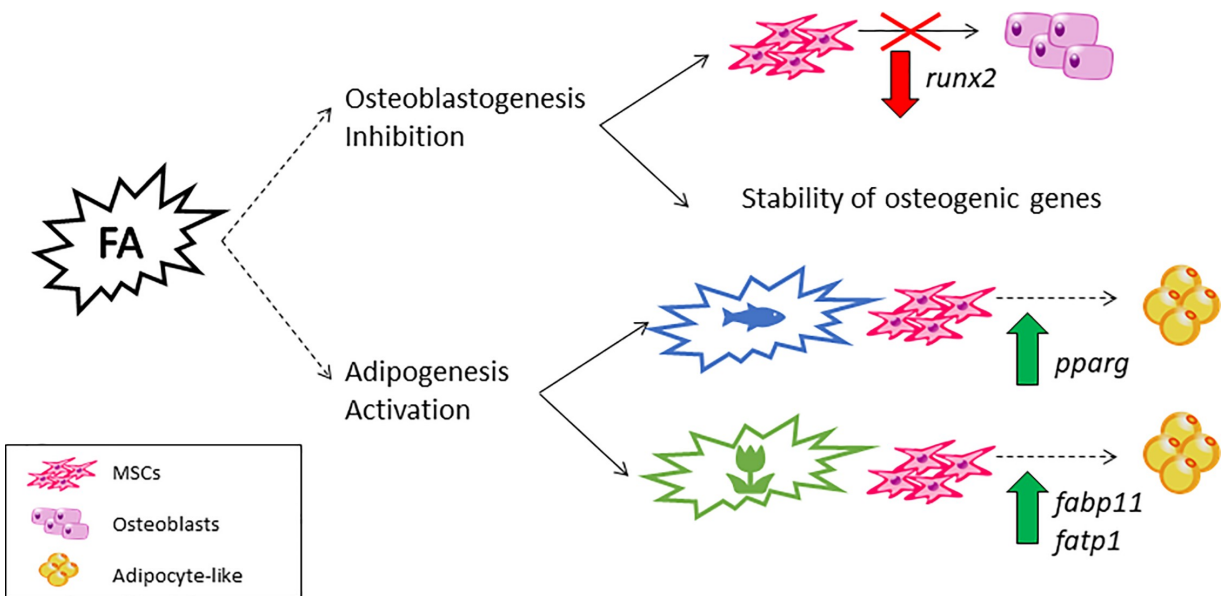 runx2
Osteoblastogenesis
Inhibition
Stability of osteogenic genes
FA
pparg
Adipogenesis
Activation
fabp11
fatp1
MSCs
Osteoblasts
Adipocyte-like